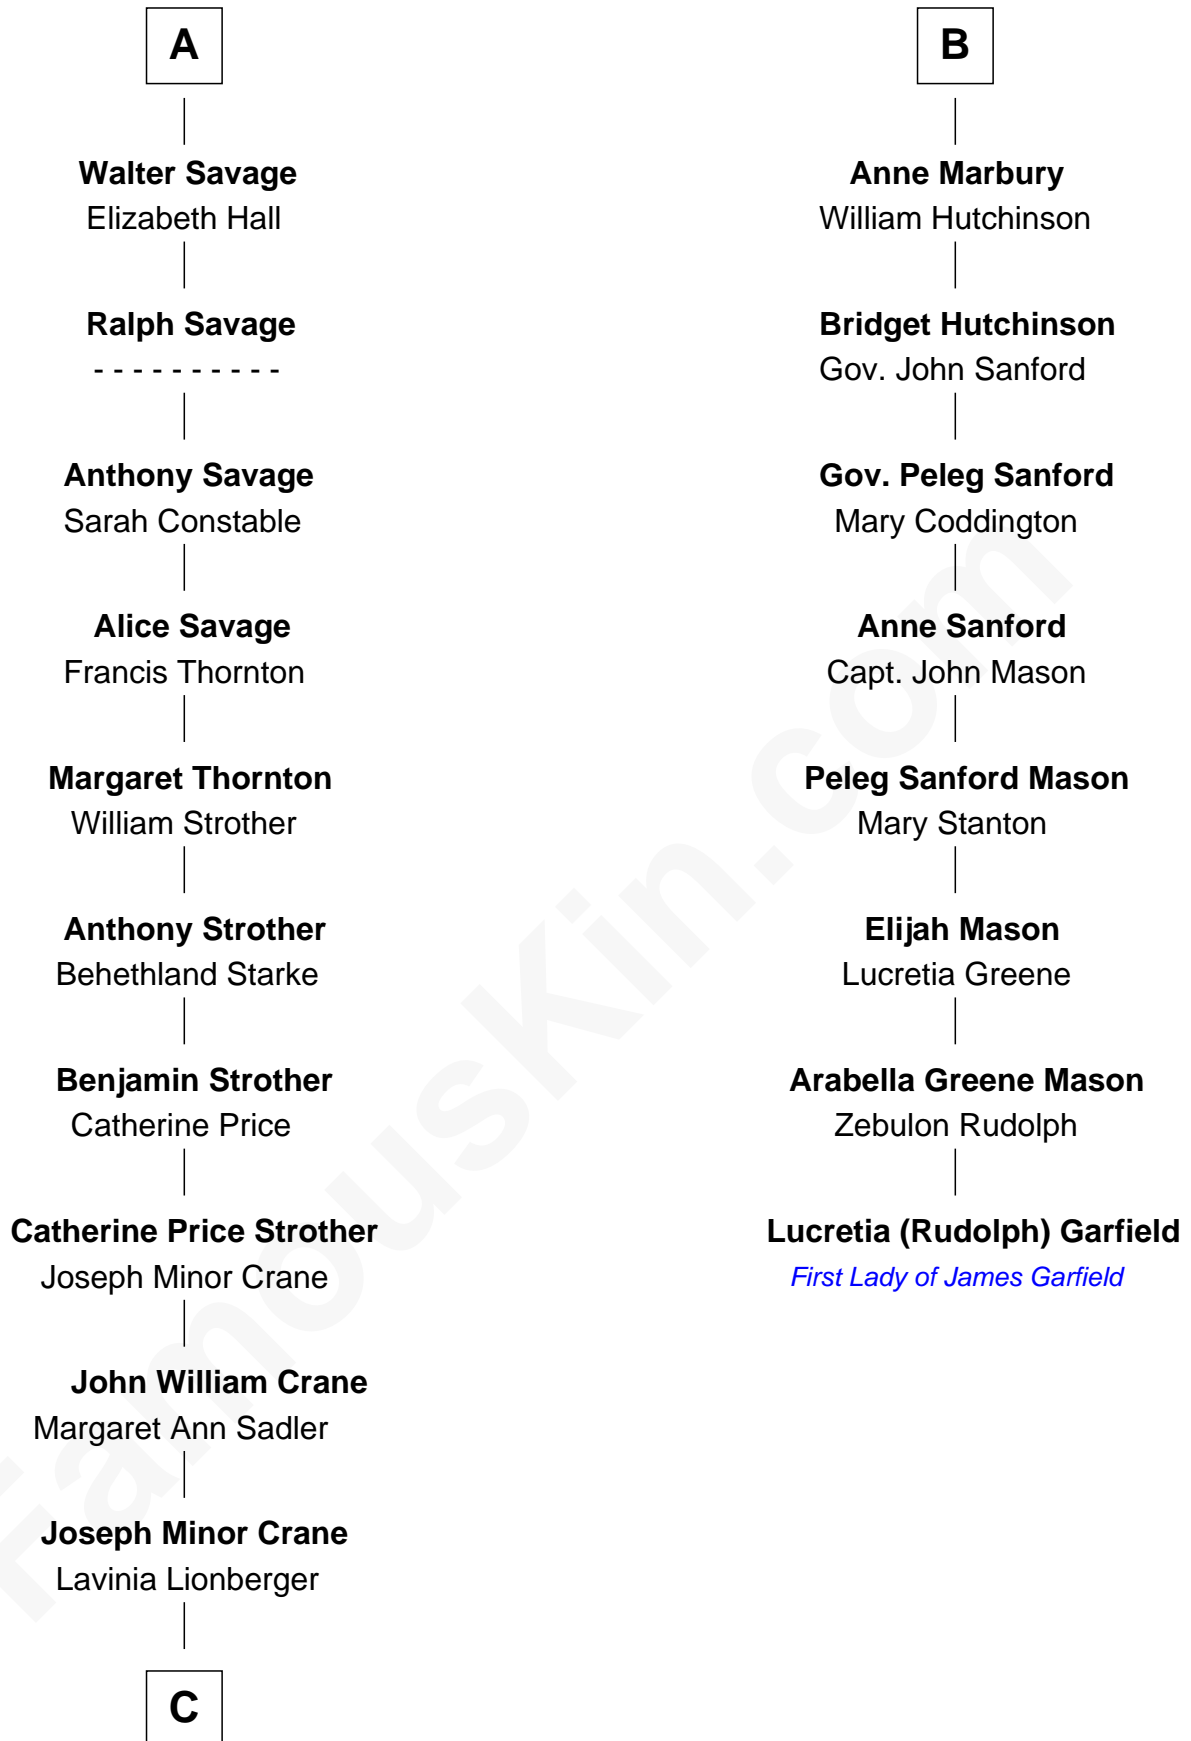 A
Walter Savage
Elizabeth Hall
Ralph Savage
- - - - - - - - - -
Anthony Savage
Sarah Constable
Alice Savage
Francis Thornton
Margaret Thornton
William Strother
Anthony Strother
Behethland Starke
Benjamin Strother
Catherine Price
Catherine Price Strother
Joseph Minor Crane
John William Crane
Margaret Ann Sadler
Joseph Minor Crane
Lavinia Lionberger
C
B
Anne Marbury
William Hutchinson
Bridget Hutchinson
Gov. John Sanford
Gov. Peleg Sanford
Mary Coddington
Anne Sanford
Capt. John Mason
Peleg Sanford Mason
Mary Stanton
Elijah Mason
Lucretia Greene
Arabella Greene Mason
Zebulon Rudolph
Lucretia (Rudolph) Garfield
First Lady of James Garfield
FamousKin.com